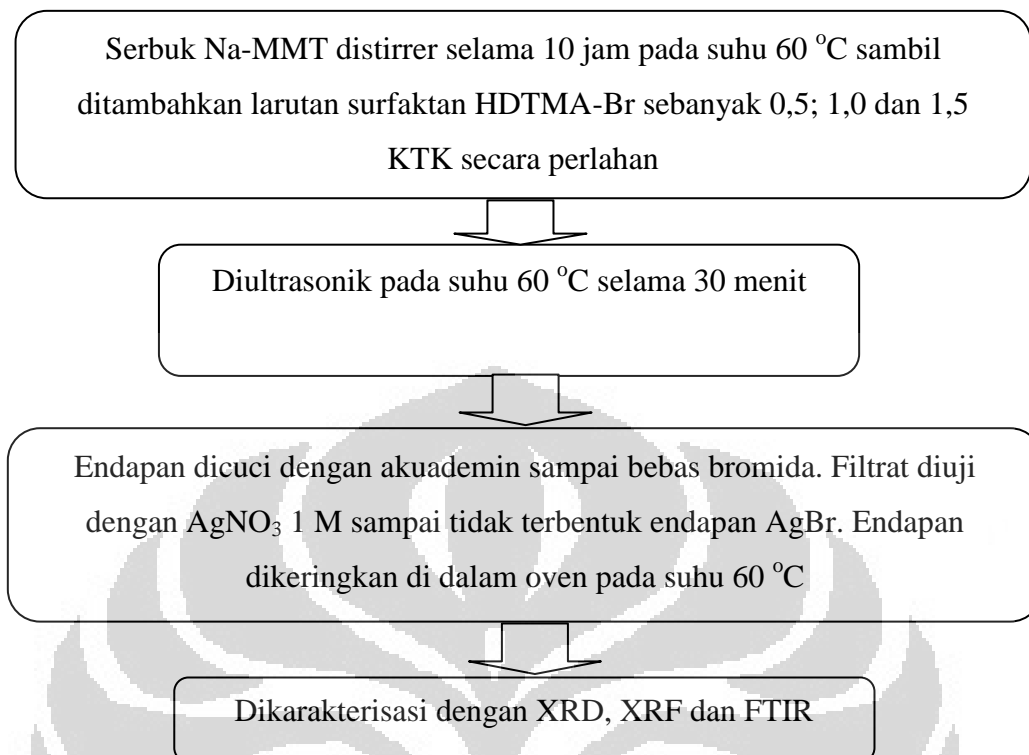 Serbuk Na-MMT distirrer selama 10 jam pada suhu 60 °C sambil
ditambahkan larutan surfaktan HDTMA-Br sebanyak 0,5; 1,0 dan 1,5
KTK secara perlahan
Diultrasonik pada suhu 60 °C selama 30 menit
Endapan dicuci dengan akuademin sampai bebas bromida. Filtrat diuji
dengan AgNO₃ 1 M sampai tidak terbentuk endapan AgBr. Endapan
dikeringkan di dalam oven pada suhu 60 °C
Dikarakterisasi dengan XRD, XRF dan FTIR